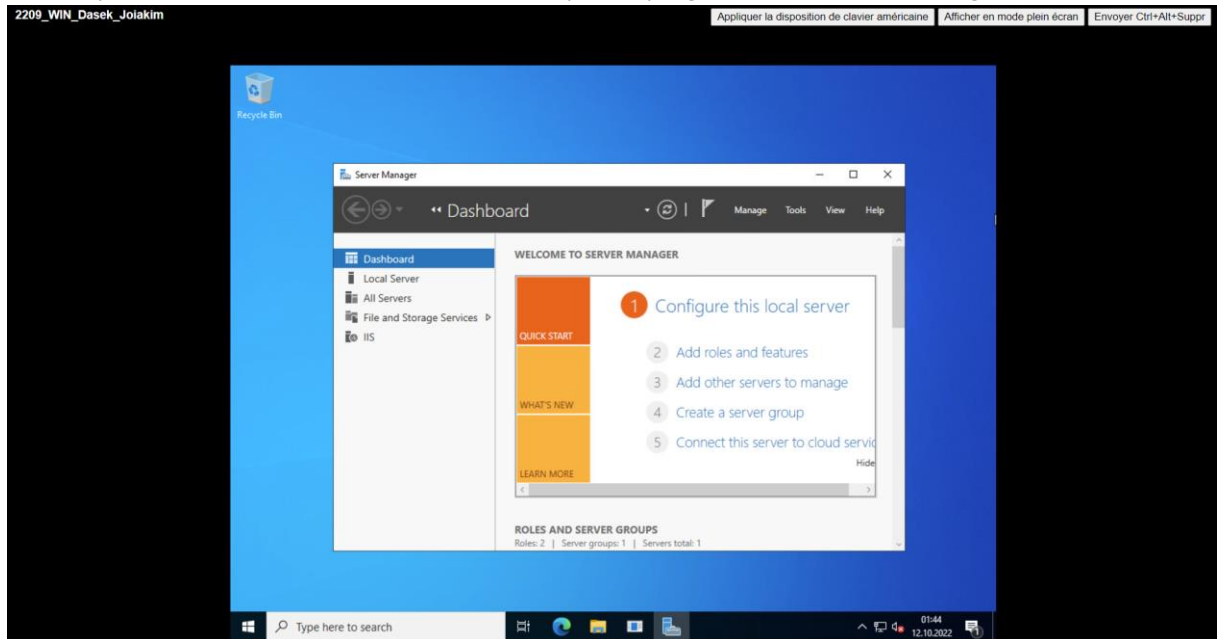 2209_WIN_Dasek_Joiakim
Appliquer la disposition de clavier américaine
Afficher en mode plein écran
Envoyer Ctrl+Alt+Suppr
Recycle Bin
Server Manager
Dashboard
Manage Tools View Help
Dashboard
Local Server
All Servers
File and Storage Services
IIS
WELCOME TO SERVER MANAGER
QUICK START
WHAT'S NEW
LEARN MORE
1 Configure this local server
2 Add roles and features
3 Add other servers to manage
4 Create a server group
5 Connect this server to cloud servic
Hide
ROLES AND SERVER GROUPS
Roles: 2 | Server groups: 1 | Servers total: 1
Type here to search
01:44
12.10.2022
1